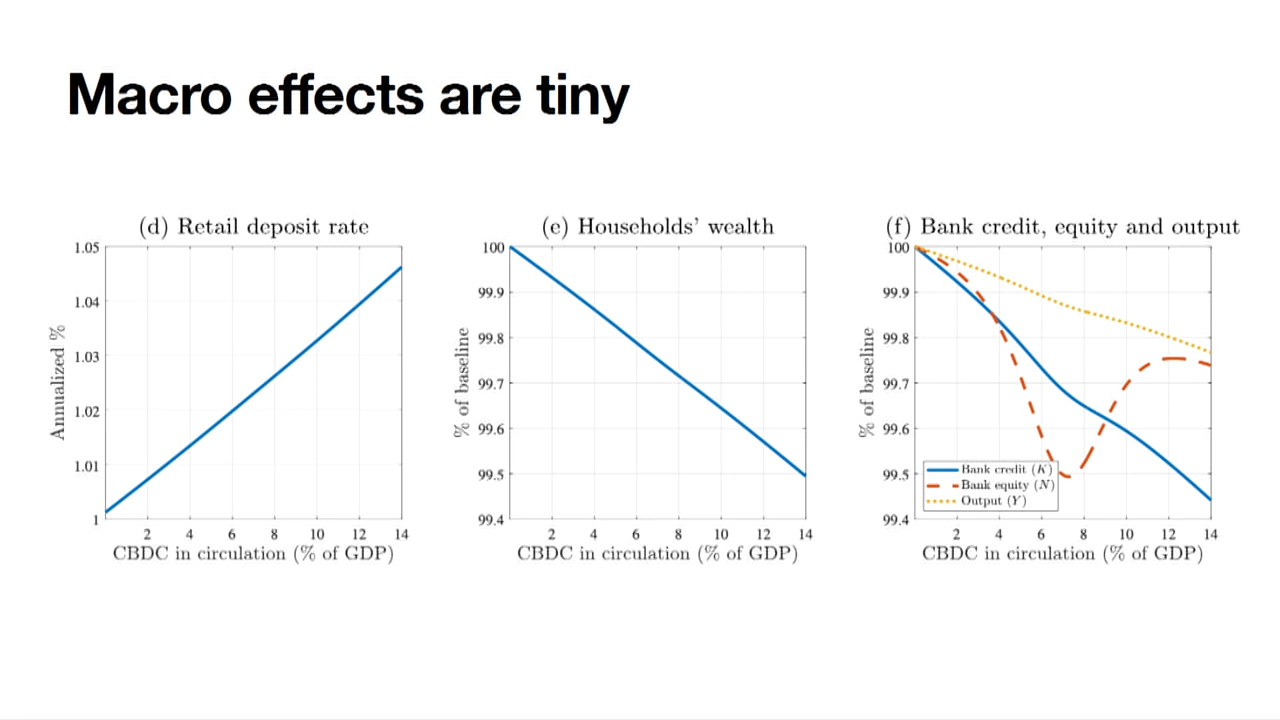 Macro effects are tiny
(d) Retail deposit rate
1.05
1.04
1.03
1.02
1.01
1
Annualized %
2 4 6 8 10 12 14
CBDC in circulation (% of GDP)
(e) Households' wealth
100
99.9
99.8
99.7
99.6
99.5
99.4
% of baseline
2 4 6 8 10 12 14
CBDC in circulation (% of GDP)
(f) Bank credit, equity and output
100
99.9
99.8
99.7
99.6
99.5
99.4
% of baseline
Bank credit (K)
Bank equity (N)
Output (Y)
2 4 6 8 10 12 14
CBDC in circulation (% of GDP)